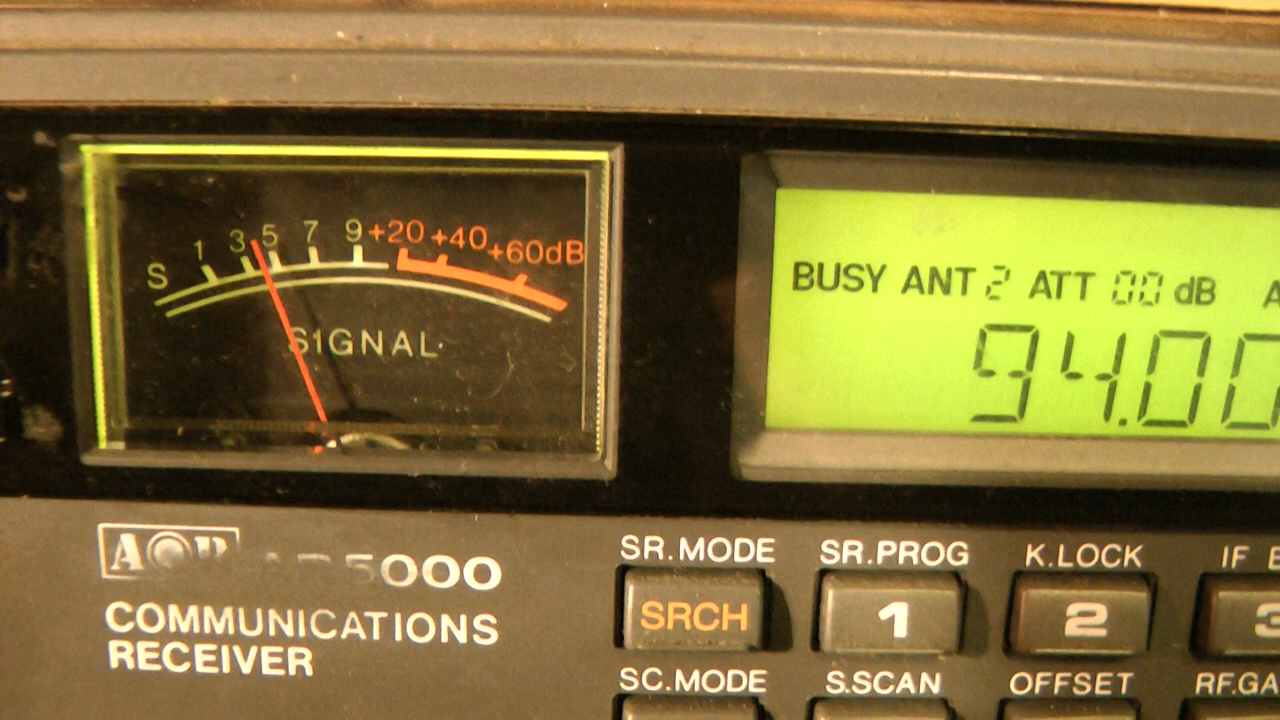 S 1 3 5 7 9 +20 +40 +60dB
SIGNAL
BUSY ANT 2 ATT 00 dB
94.00
AOR 5000
COMMUNICATIONS
RECEIVER
SR.MODE SR.PROG K.LOCK IF
SRCH 1 2 3
SC.MODE S.SCAN OFFSET RF.GA